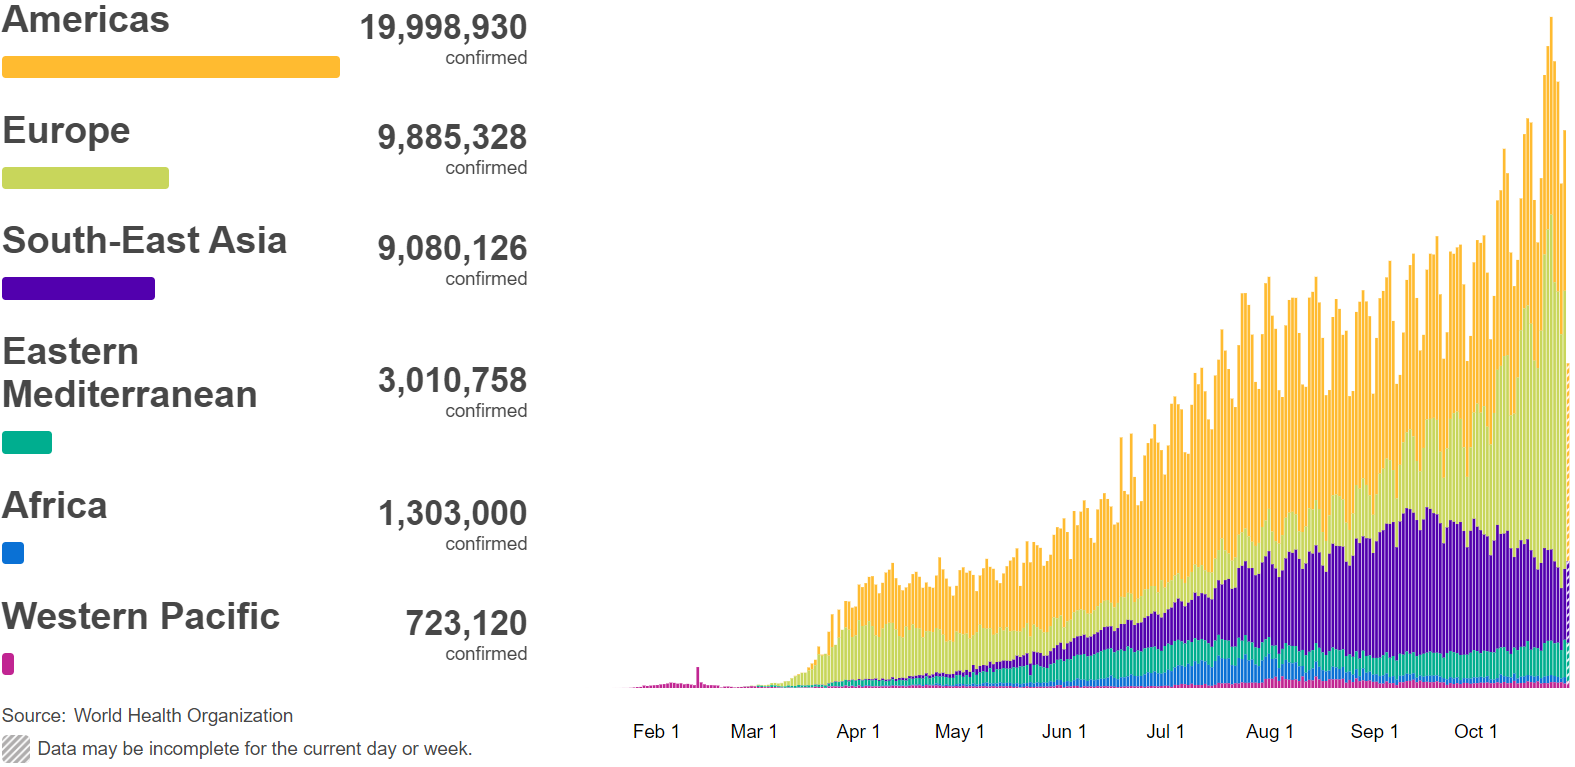 Americas
19,998,930
confirmed
Europe
9,885,328
confirmed
South-East Asia
9,080,126
confirmed
Eastern
Mediterranean
3,010,758
confirmed
Africa
1,303,000
confirmed
Western Pacific
723,120
confirmed
Source: World Health Organization
Data may be incomplete for the current day or week.
Feb 1 Mar 1 Apr 1 May 1 Jun 1 Jul 1 Aug 1 Sep 1 Oct 1